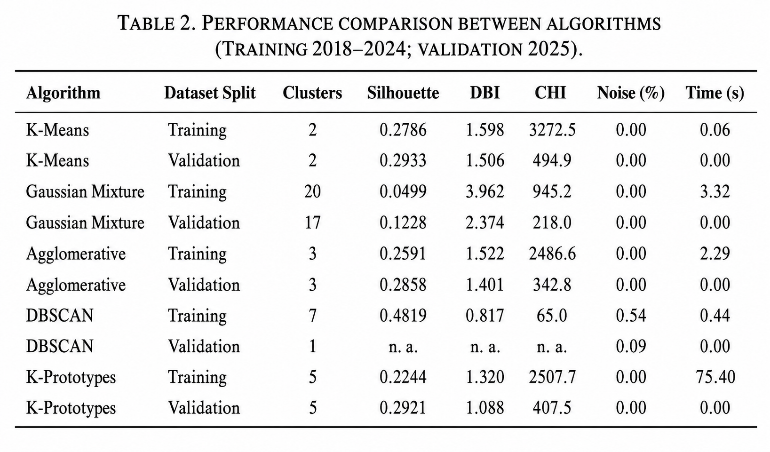 TABLE 2. PERFORMANCE COMPARISON BETWEEN ALGORITHMS
(TRAINING 2018–2024; VALIDATION 2025).
Algorithm Dataset Split Clusters Silhouette DBI CHI Noise (%) Time (s)
K-Means Training 2 0.2786 1.598 3272.5 0.00 0.06
K-Means Validation 2 0.2933 1.506 494.9 0.00 0.00
Gaussian Mixture Training 20 0.0499 3.962 945.2 0.00 3.32
Gaussian Mixture Validation 17 0.1228 2.374 218.0 0.00 0.00
Agglomerative Training 3 0.2591 1.522 2486.6 0.00 2.29
Agglomerative Validation 3 0.2858 1.401 342.8 0.00 0.00
DBSCAN Training 7 0.4819 0.817 65.0 0.54 0.44
DBSCAN Validation 1 n. a. n. a. n. a. 0.09 0.00
K-Prototypes Training 5 0.2244 1.320 2507.7 0.00 75.40
K-Prototypes Validation 5 0.2921 1.088 407.5 0.00 0.00